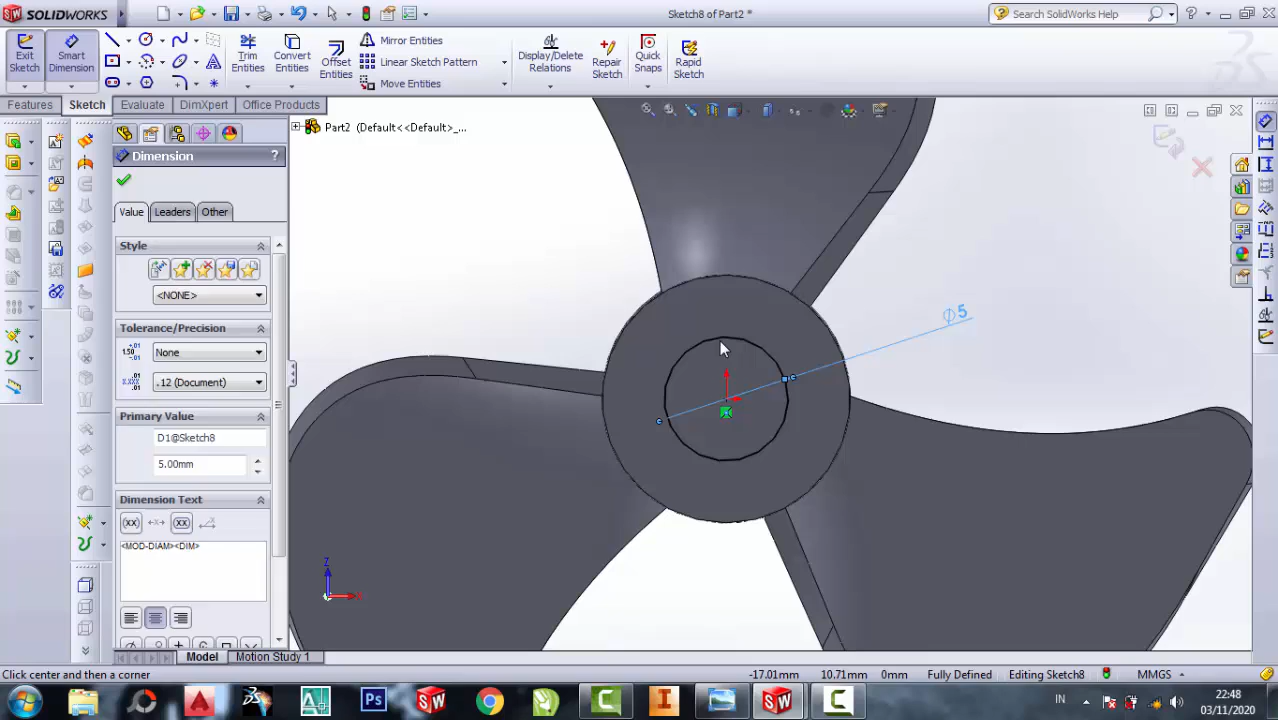 SOLIDWORKS
Sketch8 of Part2 *
Search SolidWorks Help
Exit Sketch
Smart Dimension
Trim Entities
Convert Entities
Offset Entities
Mirror Entities
Linear Sketch Pattern
Move Entities
Display/Delete Relations
Repair Sketch
Quick Snaps
Rapid Sketch
Features
Sketch
Evaluate
DimXpert
Office Products
Part2 (Default<<Default>_...
Dimension
?
Value
Leaders
Other
Style
<NONE>
Tolerance/Precision
None
.12 (Document)
Primary Value
D1@Sketch8
5.00mm
Dimension Text
<MOD-DIAM><DIM>
∅5
Z
Model
Motion Study 1
Click center and then a corner
-17.01mm
10.71mm
0mm
Fully Defined
Editing Sketch8
MMGS
IN
22:48
03/11/2020